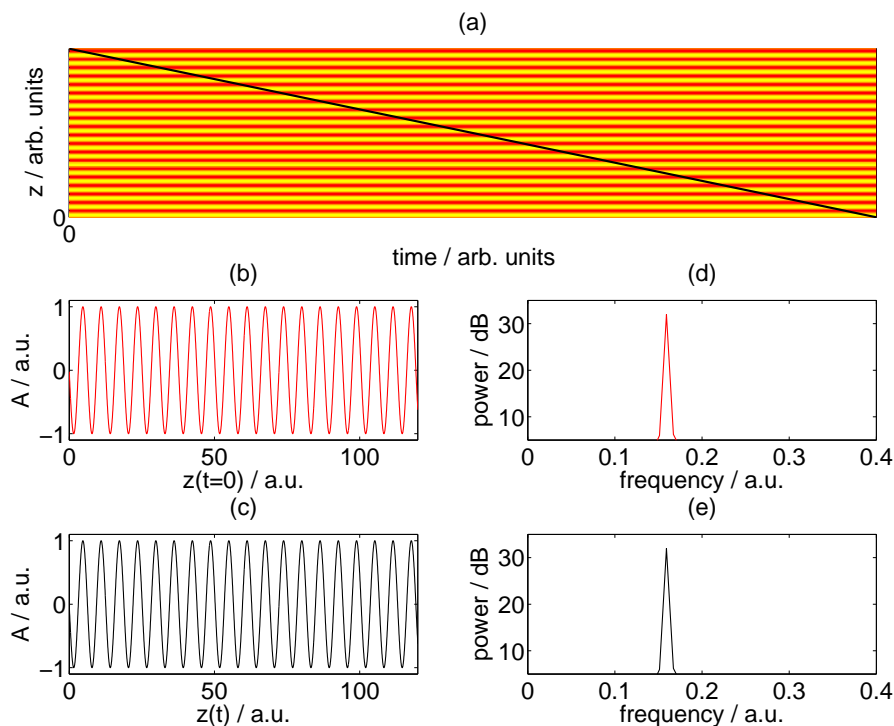 (a)
z / arb. units
0
0
time / arb. units
(b)
A / a.u.
1
0
−1
0
50
100
z(t=0) / a.u.
(d)
power / dB
30
20
10
0
0.1
0.2
0.3
0.4
frequency / a.u.
(c)
A / a.u.
1
0
−1
0
50
100
z(t) / a.u.
(e)
power / dB
30
20
10
0
0.1
0.2
0.3
0.4
frequency / a.u.